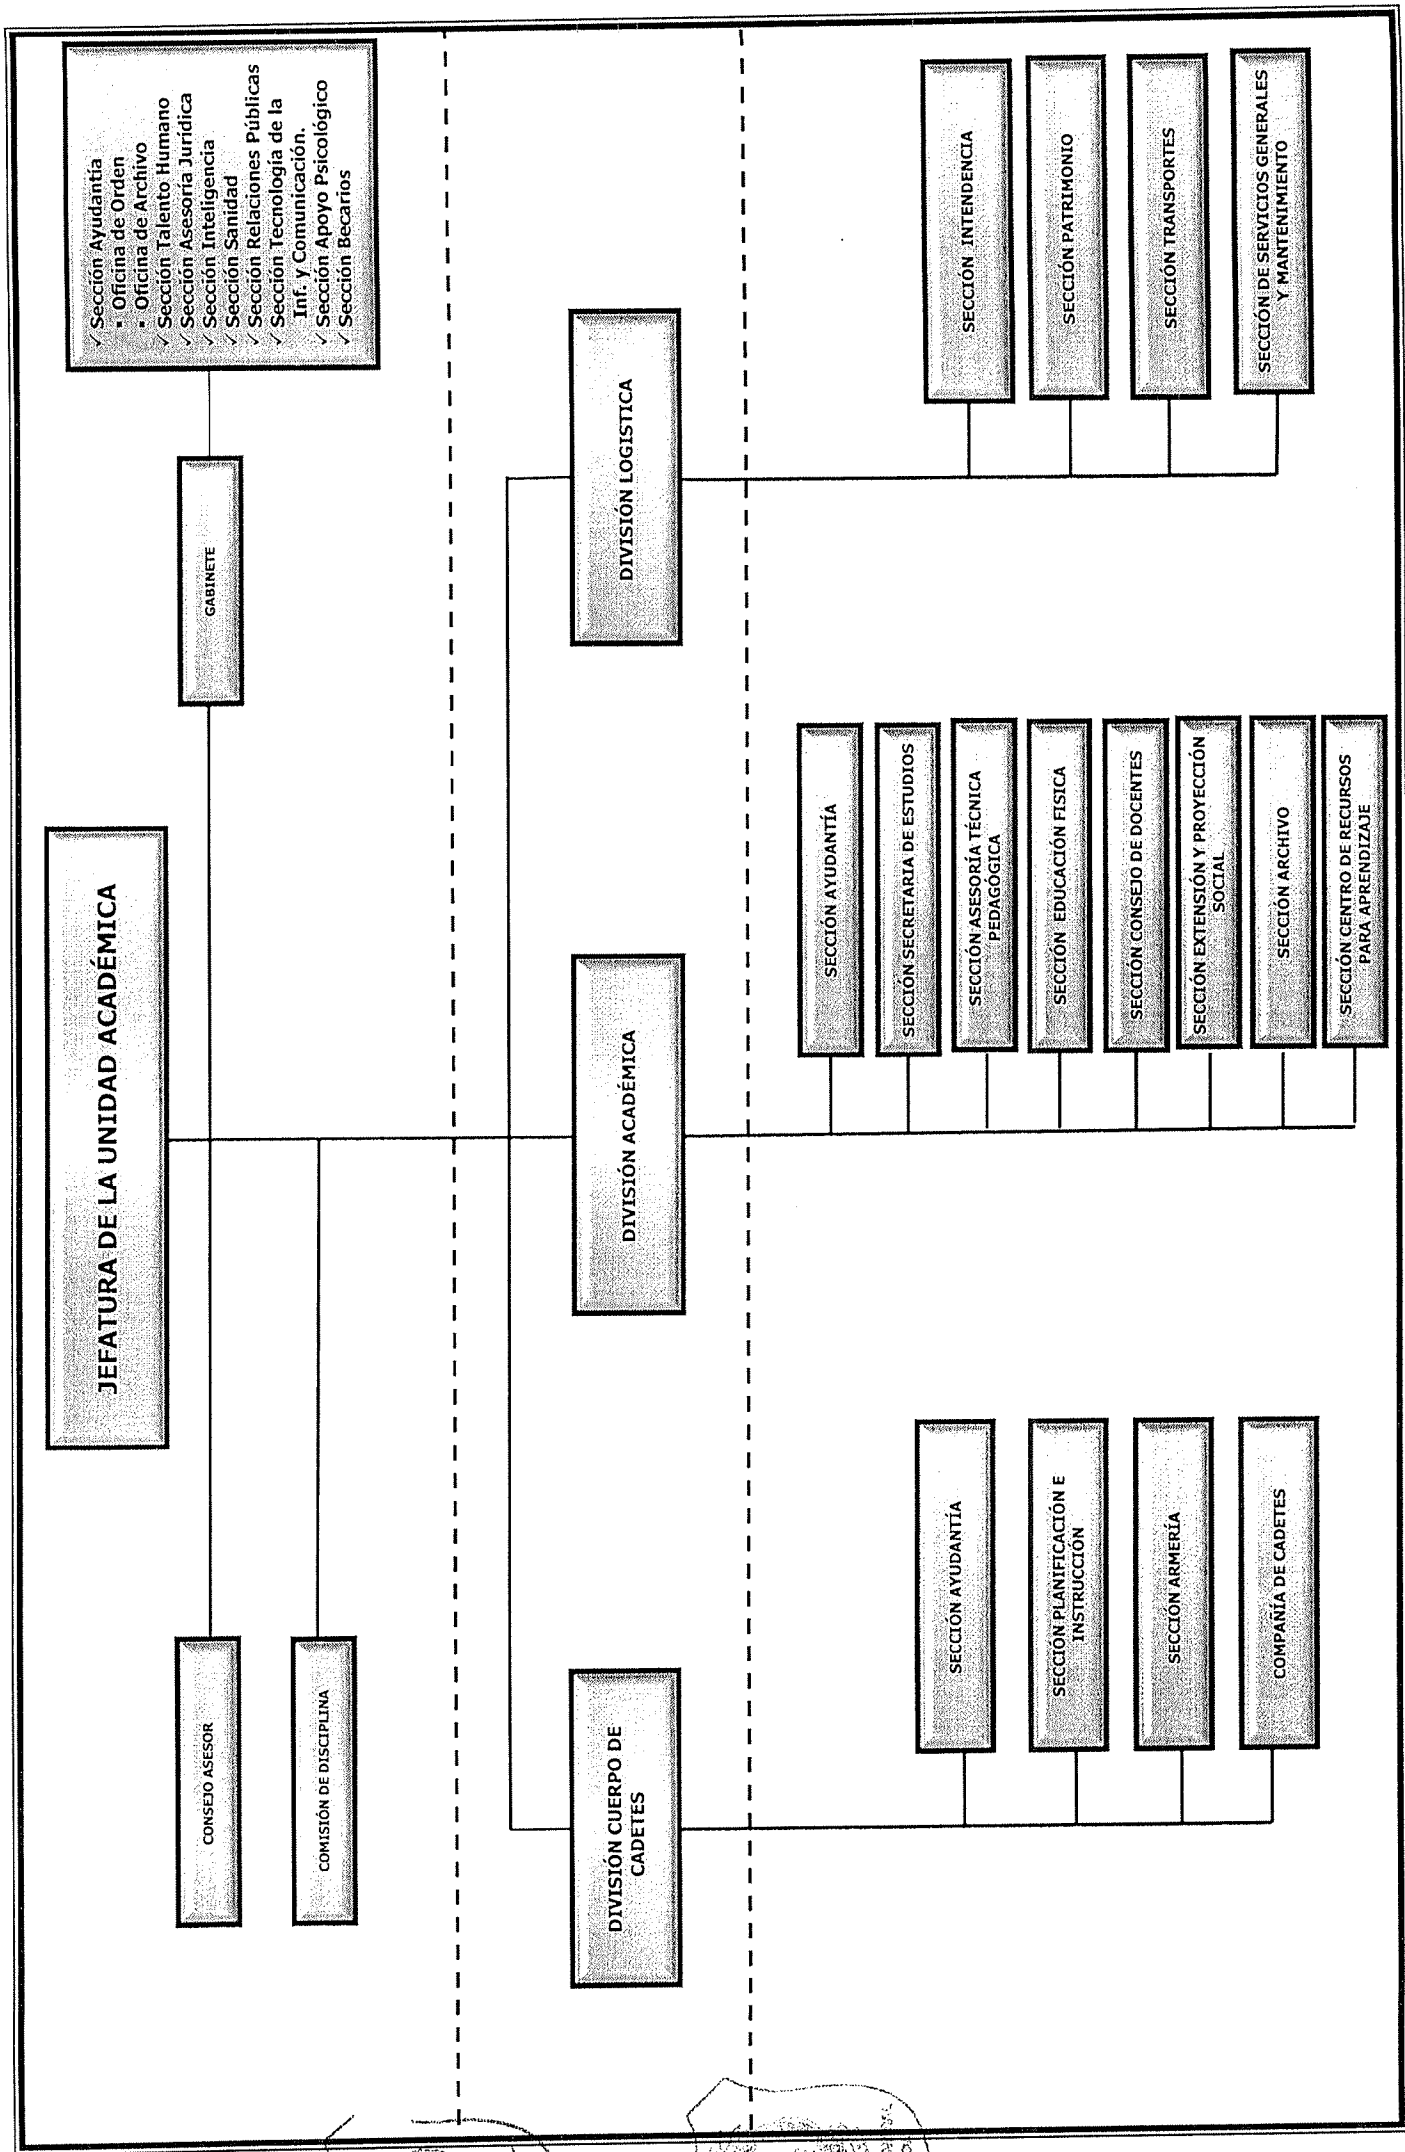 JEFATURA DE LA UNIDAD ACADÉMICA
CONSEJO ASESOR
COMISIÓN DE DISCIPLINA
GABINETE
✓ Sección Ayudantía
▪ Oficina de Orden
▪ Oficina de Archivo
✓ Sección Talento Humano
✓ Sección Asesoría Jurídica
✓ Sección Inteligencia
✓ Sección Sanidad
✓ Sección Relaciones Públicas
✓ Sección Tecnología de la
Inf. y Comunicación.
✓ Sección Apoyo Psicológico
✓ Sección Becarios
DIVISIÓN CUERPO DE
CADETES
DIVISIÓN ACADÉMICA
DIVISIÓN LOGISTICA
SECCIÓN AYUDANTÍA
SECCIÓN PLANIFICACIÓN E
INSTRUCCIÓN
SECCIÓN ARMERÍA
COMPAÑÍA DE CADETES
SECCIÓN AYUDANTÍA
SECCIÓN SECRETARIA DE ESTUDIOS
SECCIÓN ASESORÍA TÉCNICA
PEDAGÓGICA
SECCIÓN EDUCACIÓN FISICA
SECCIÓN CONSEJO DE DOCENTES
SECCIÓN EXTENSIÓN Y PROYECCIÓN
SOCIAL
SECCIÓN ARCHIVO
SECCIÓN CENTRO DE RECURSOS
PARA APRENDIZAJE
SECCIÓN INTENDENCIA
SECCIÓN PATRIMONIO
SECCIÓN TRANSPORTES
SECCIÓN DE SERVICIOS GENERALES
Y MANTENIMIENTO